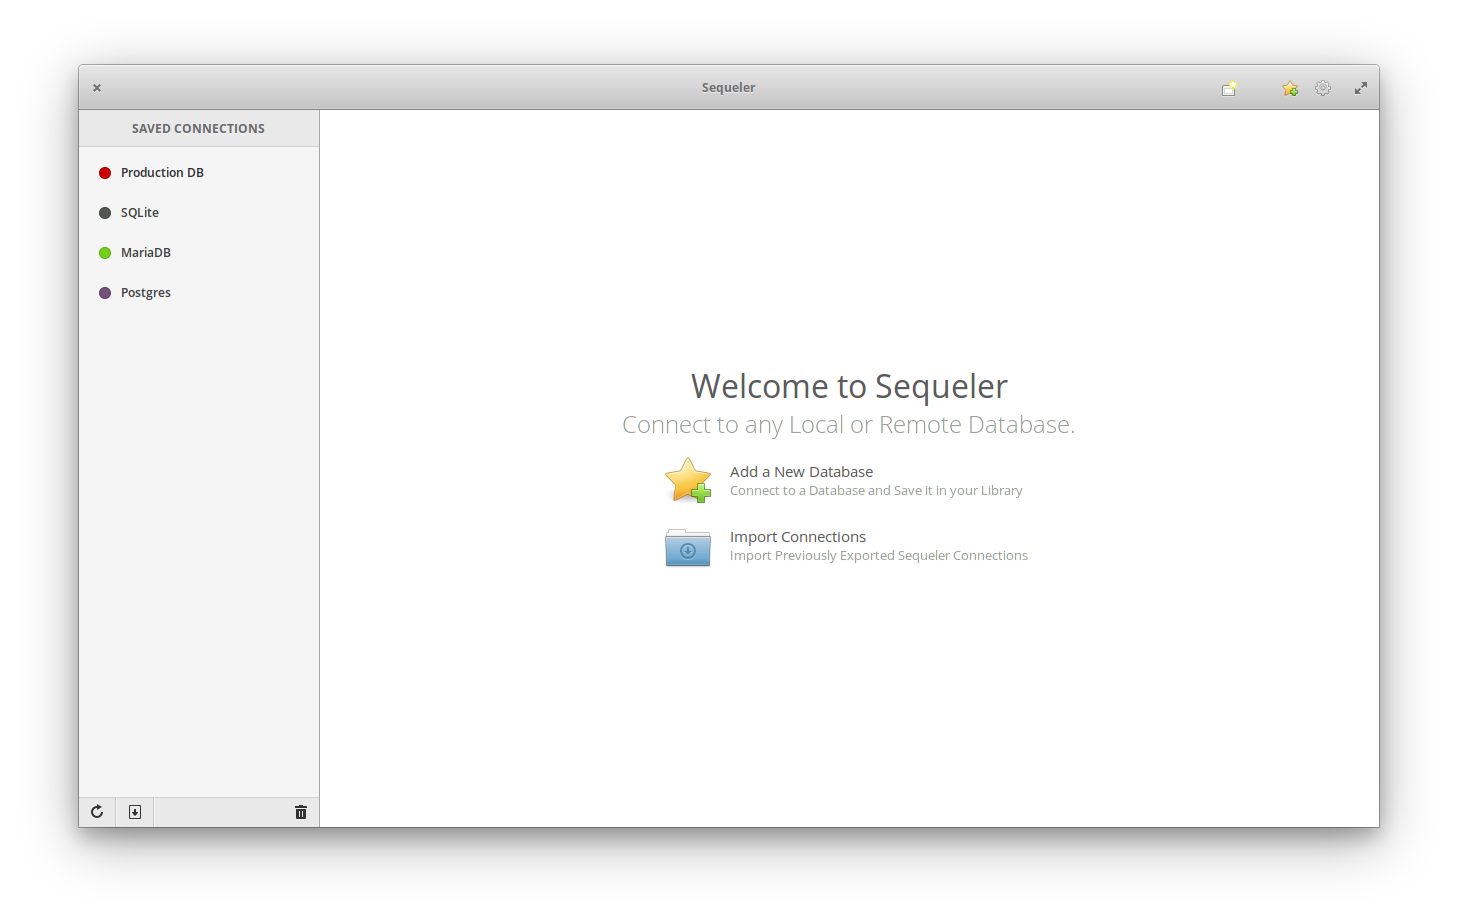 Sequeler
SAVED CONNECTIONS
Production DB
SQLite
MariaDB
Postgres
Welcome to Sequeler
Connect to any Local or Remote Database.
Add a New Database
Connect to a Database and Save it in your Library
Import Connections
Import Previously Exported Sequeler Connections